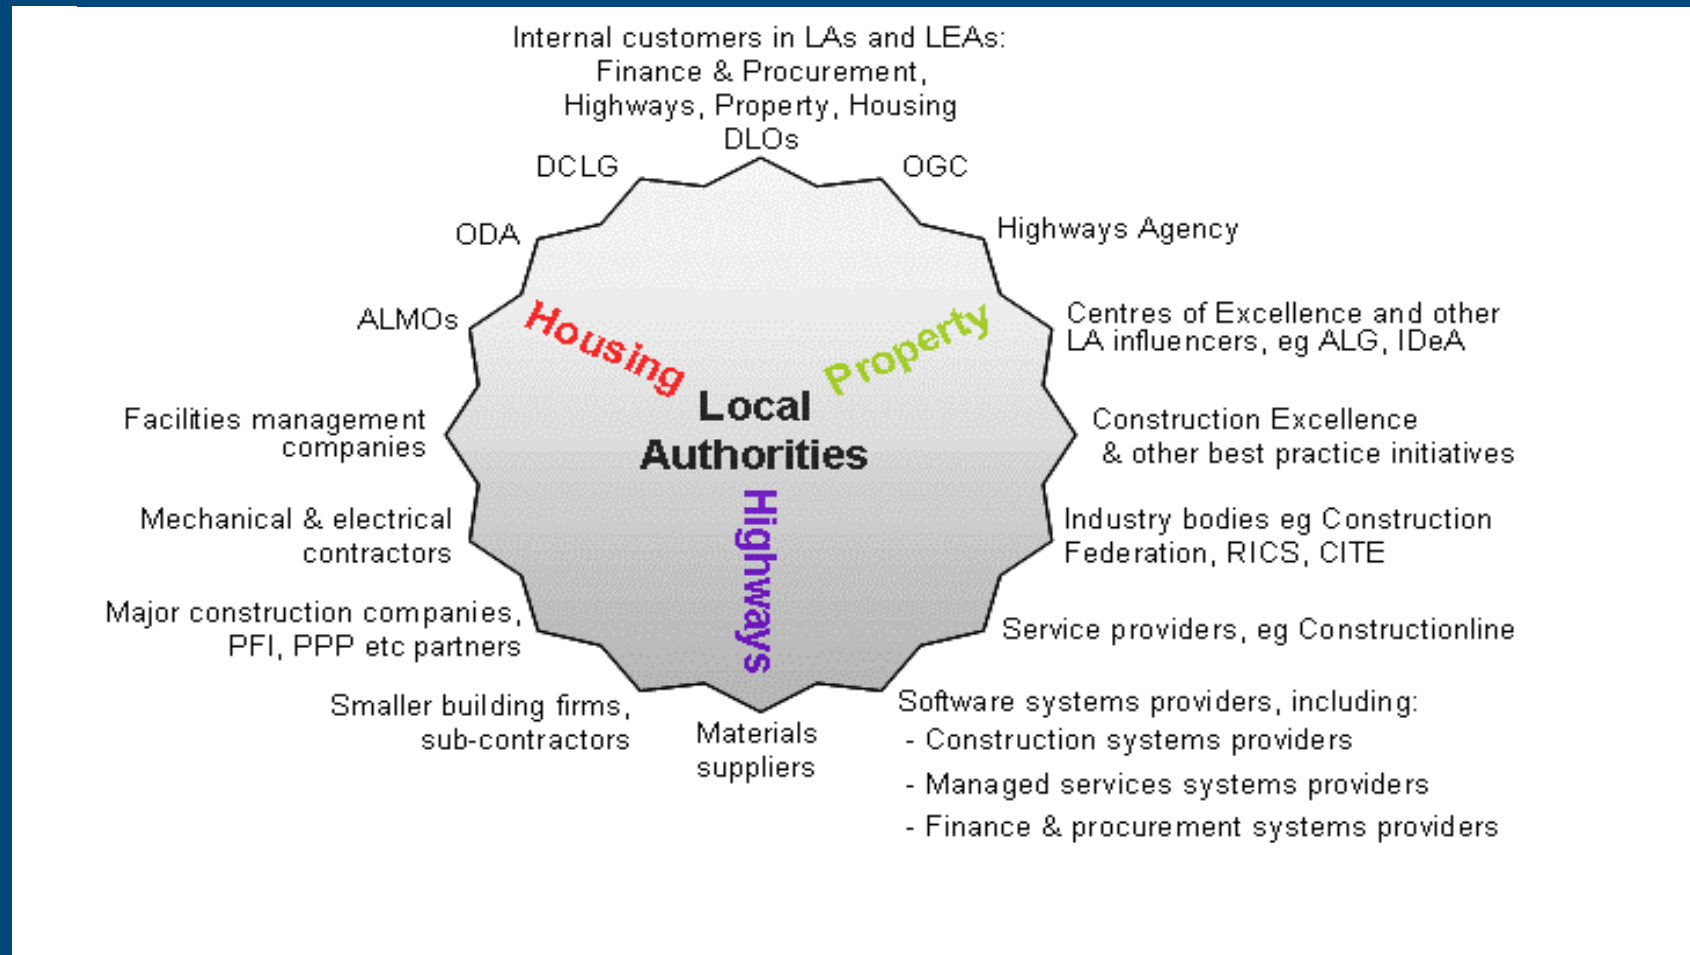 Internal customers in LAs and LEAs:
Finance & Procurement,
Highways, Property, Housing
DLOs
DCLG
OGC
ODA
Highways Agency
ALMOs
Centres of Excellence and other
LA influencers, eg ALG, IDeA
Housing
Property
Local
Authorities
Highways
Facilities management
companies
Construction Excellence
& other best practice initiatives
Mechanical & electrical
contractors
Industry bodies eg Construction
Federation, RICS, CITE
Major construction companies,
PFI, PPP etc partners
Service providers, eg Constructionline
Smaller building firms,
sub-contractors
Materials
suppliers
Software systems providers, including:
- Construction systems providers
- Managed services systems providers
- Finance & procurement systems providers